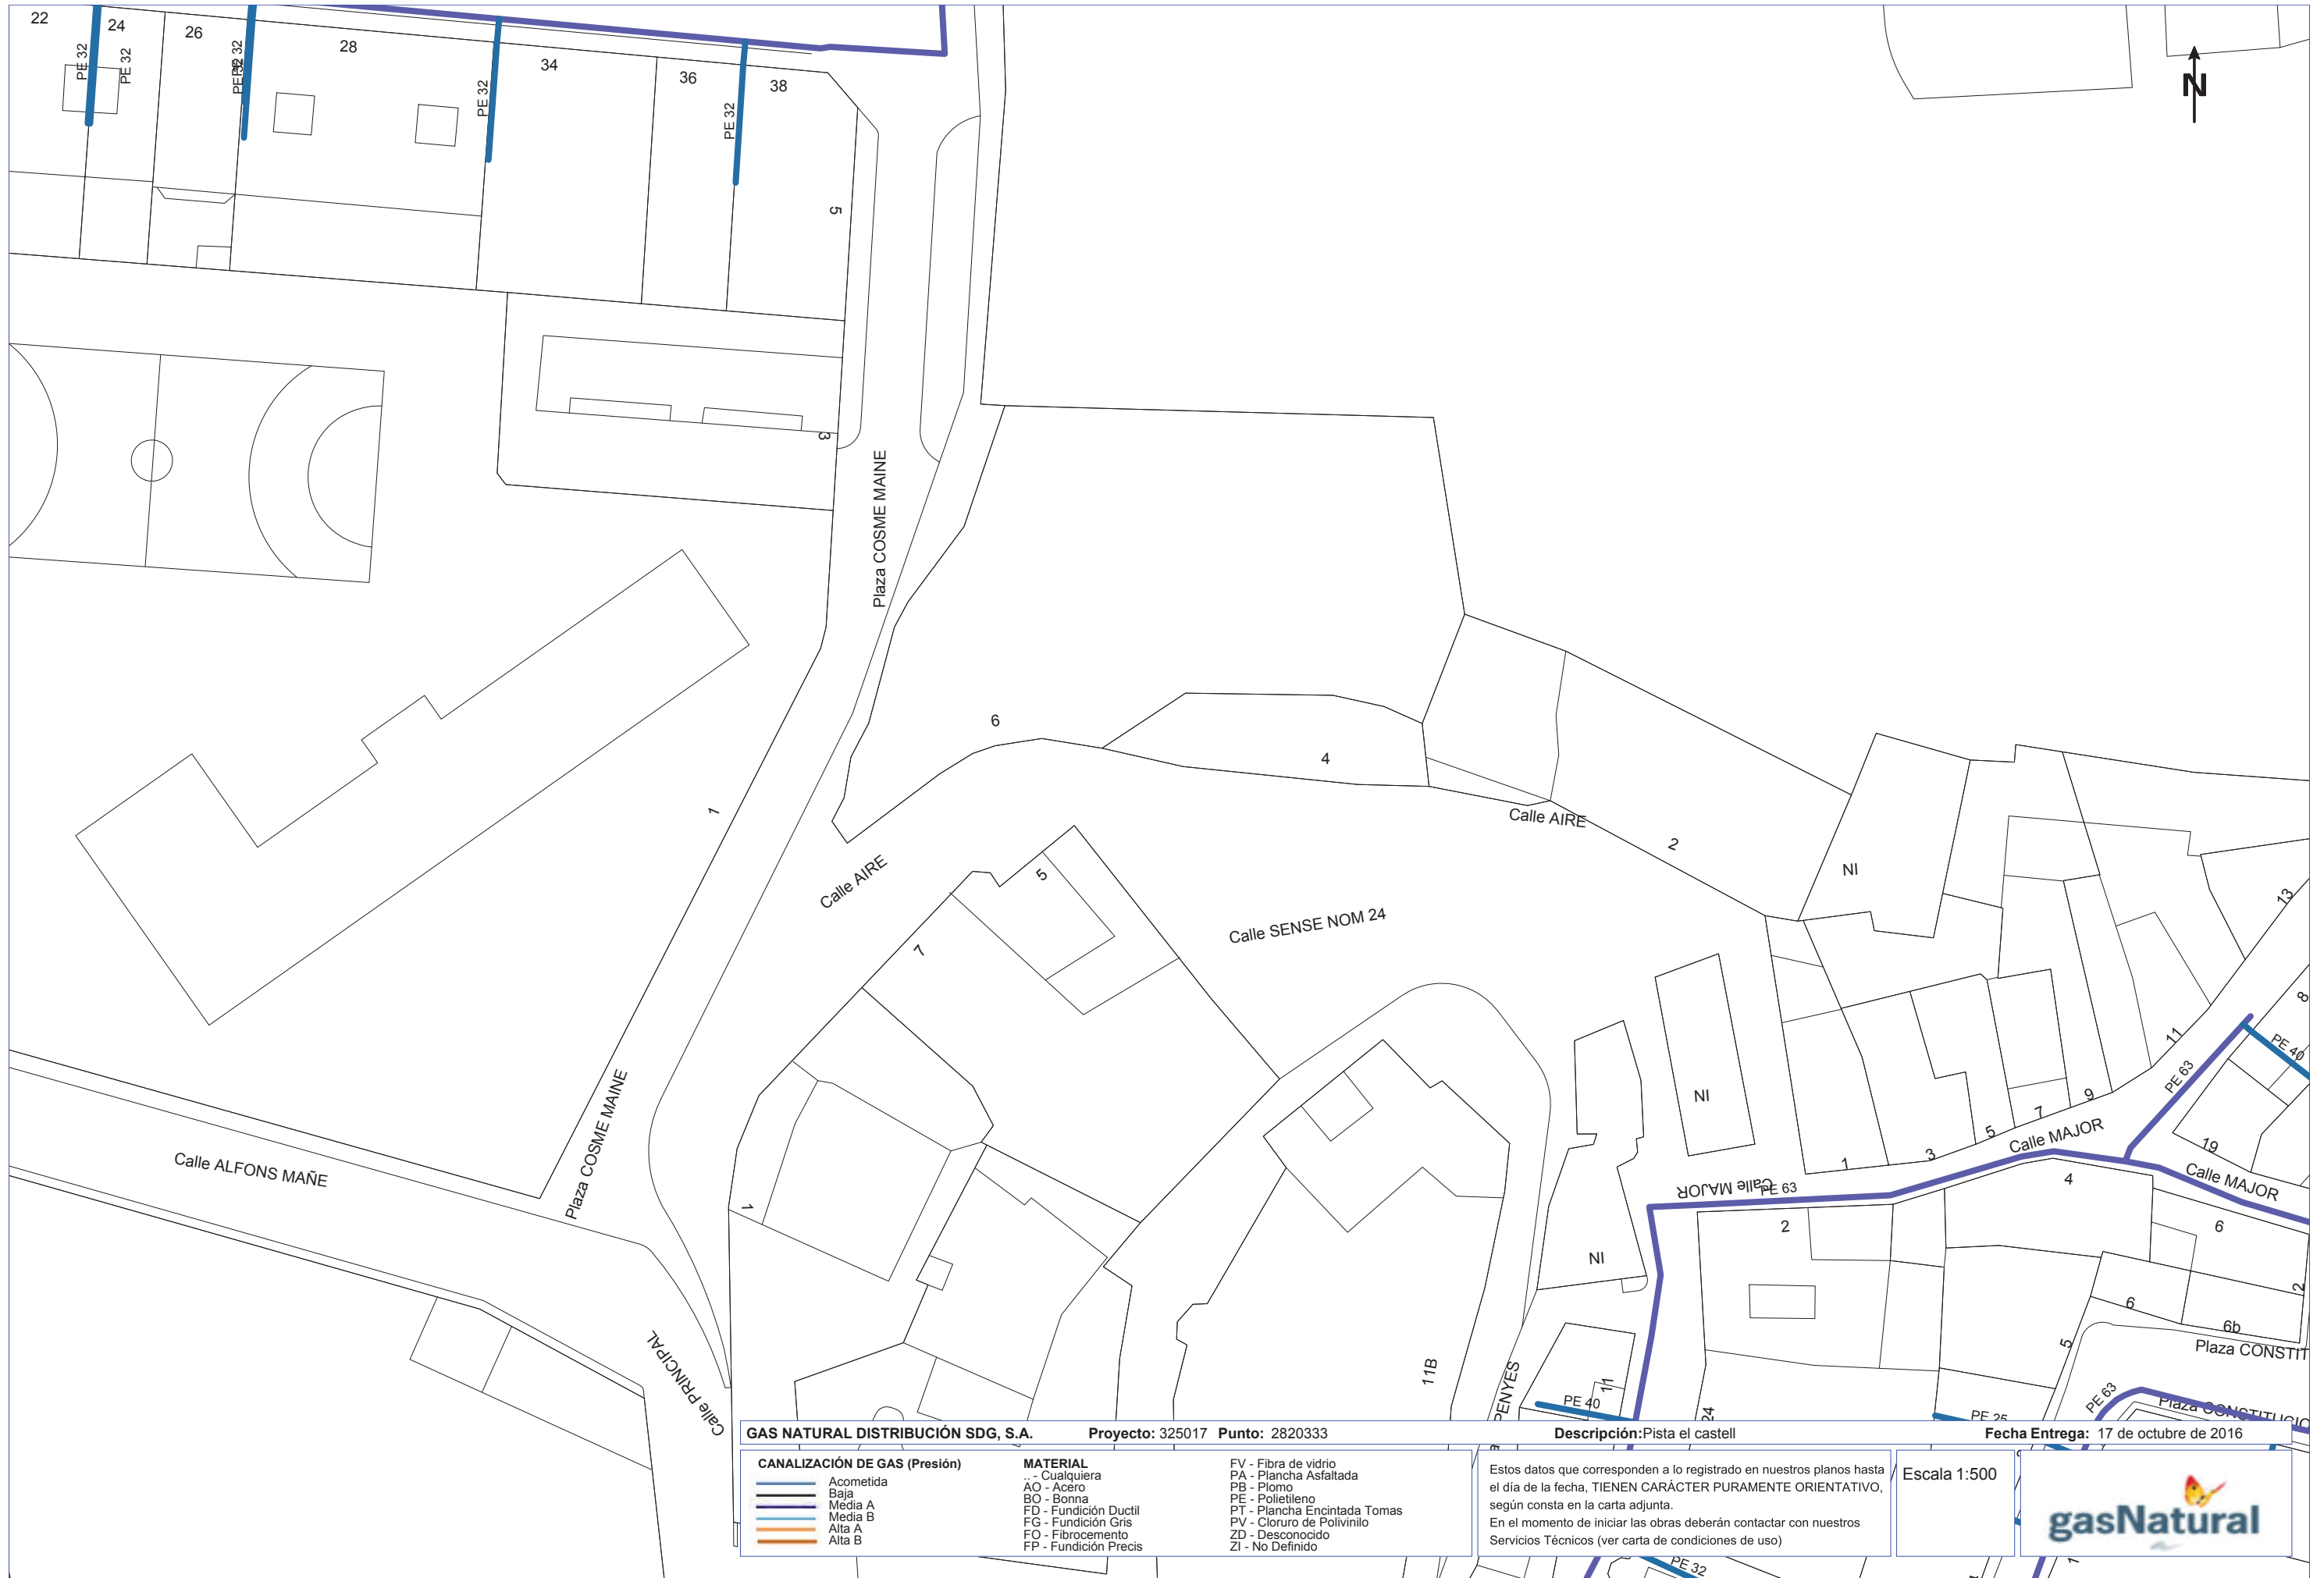 22
24
26
28
34
36
38
PE 32
PE 32
PE 32
PE 32
PE 32
N
5
3
Plaza COSME MAINE
6
4
1
Calle AIRE
2
Calle AIRE
5
7
NI
Calle SENSE NOM 24
13
8
11
PE 40
PE 63
NI
9
7
5
Calle MAJOR
3
1
19
Calle MAJOR
Calle MAJOR
PE 63
4
2
6
Plaza COSME MAINE
Calle ALFONS MAÑE
1
NI
2
6
6b
5
Plaza CONSTIT
Calle PRINCIPAL
11B
PENYES
11
PE 40
24
PE 25
PE 63
Plaza CONSTITUCIO
GAS NATURAL DISTRIBUCIÓN SDG, S.A. Proyecto: 325017 Punto: 2820333 Descripción:Pista el castell Fecha Entrega: 17 de octubre de 2016
CANALIZACIÓN DE GAS (Presión)
Acometida
Baja
Media A
Media B
Alta A
Alta B
MATERIAL
.. - Cualquiera
AO - Acero
BO - Bonna
FD - Fundición Ductil
FG - Fundición Gris
FO - Fibrocemento
FP - Fundición Precis
FV - Fibra de vidrio
PA - Plancha Asfaltada
PB - Plomo
PE - Polietileno
PT - Plancha Encintada Tomas
PV - Cloruro de Polivinilo
ZD - Desconocido
ZI - No Definido
Estos datos que corresponden a lo registrado en nuestros planos hasta
el día de la fecha, TIENEN CARÁCTER PURAMENTE ORIENTATIVO,
según consta en la carta adjunta.
En el momento de iniciar las obras deberán contactar con nuestros
Servicios Técnicos (ver carta de condiciones de uso)
Escala 1:500
gasNatural
PE 32